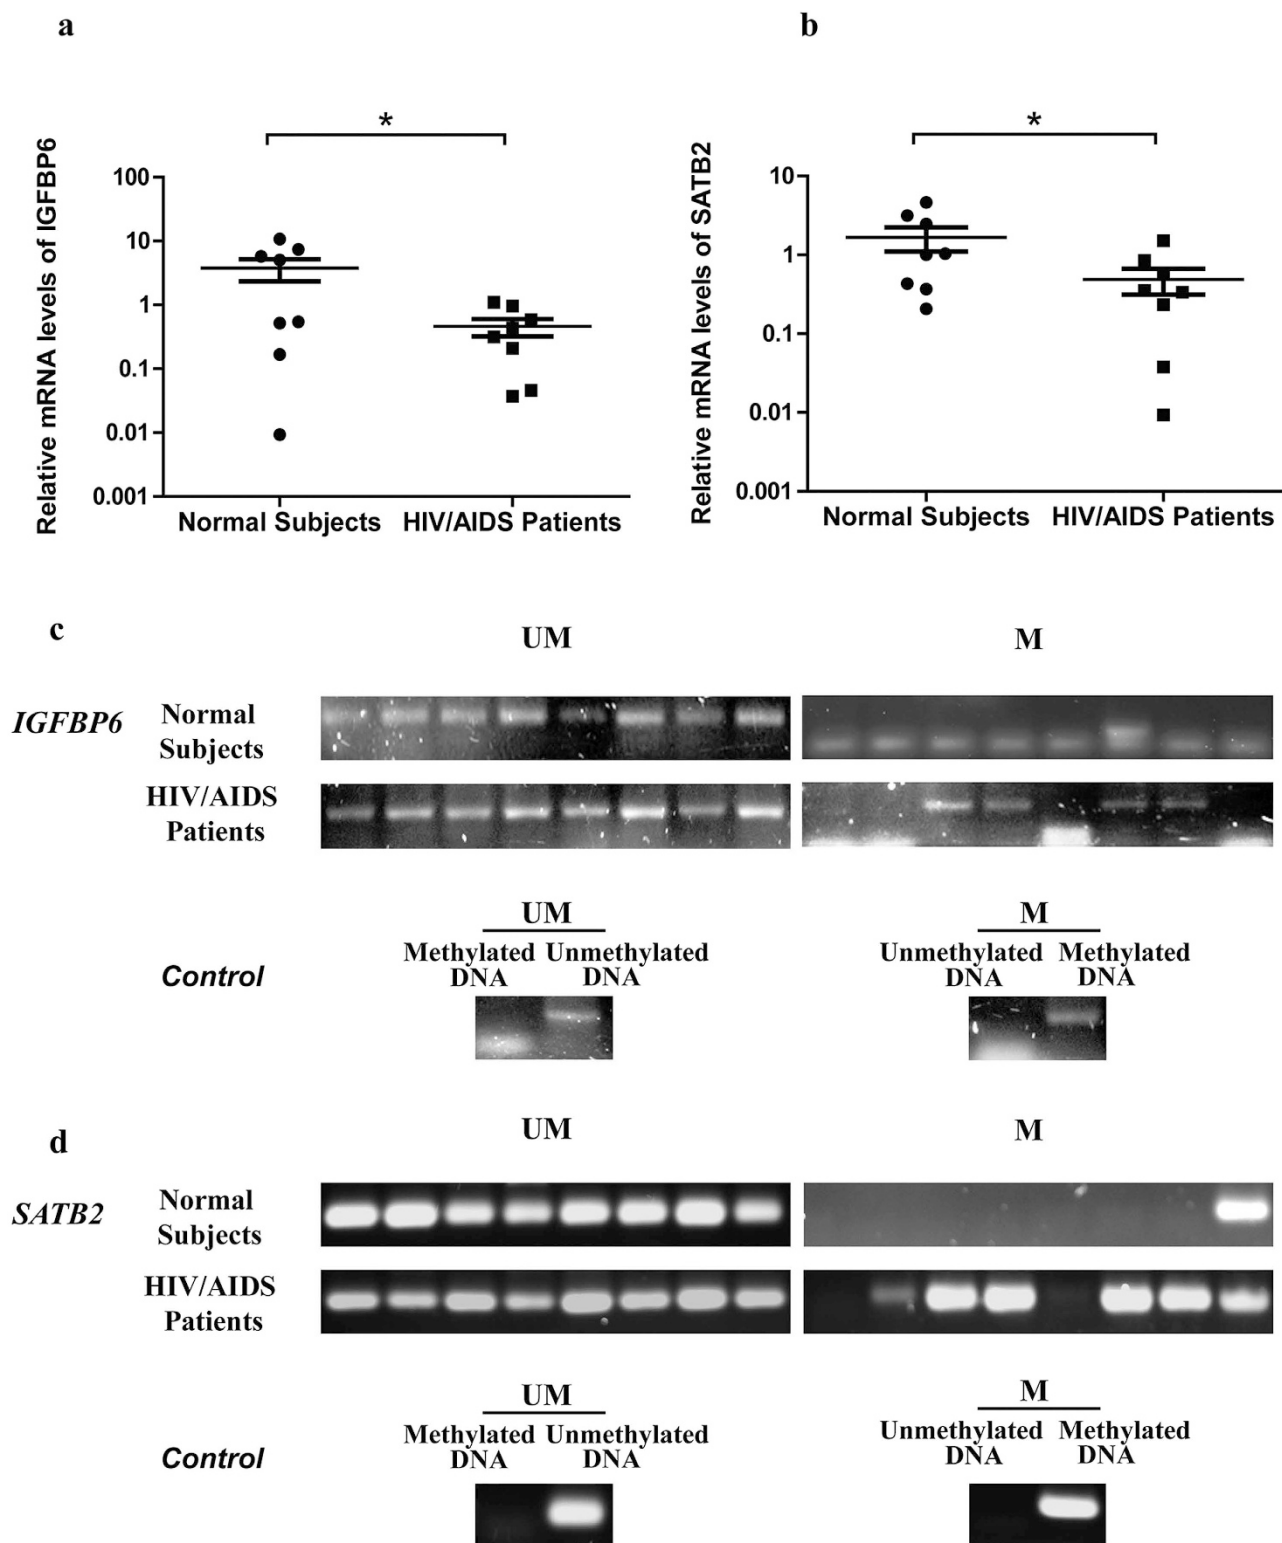 a
b
*
*
Relative mRNA levels of IGFBP6
100
10
1
0.1
0.01
0.001
Normal Subjects
HIV/AIDS Patients
Relative mRNA levels of SATB2
10
1
0.1
0.01
0.001
Normal Subjects
HIV/AIDS Patients
c
UM
M
IGFBP6
Normal
Subjects
HIV/AIDS
Patients
UM
M
Methylated
DNA
Unmethylated
DNA
Unmethylated
DNA
Methylated
DNA
Control
d
UM
M
SATB2
Normal
Subjects
HIV/AIDS
Patients
UM
M
Methylated
DNA
Unmethylated
DNA
Unmethylated
DNA
Methylated
DNA
Control